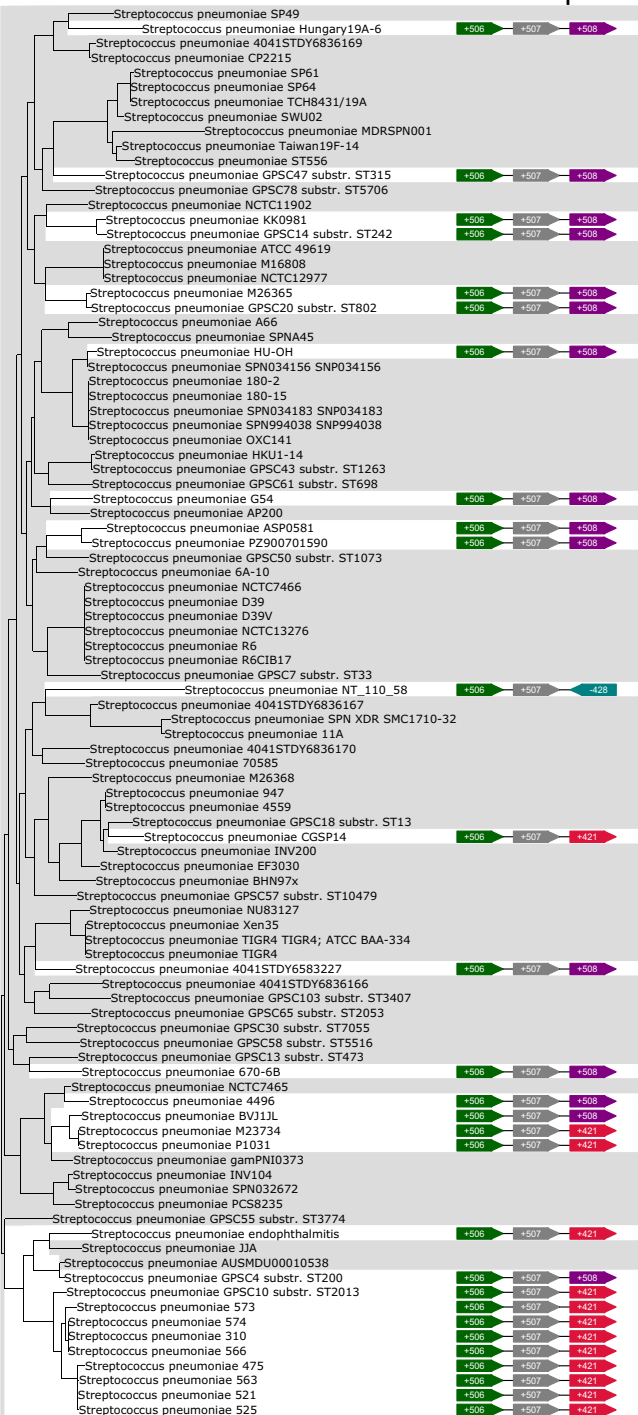 Streptococcus pneumoniae SP49
Streptococcus pneumoniae Hungary19A-6 +506 +507 +508
Streptococcus pneumoniae 4041STDY6836169
Streptococcus pneumoniae CP2215
Streptococcus pneumoniae SP61
Streptococcus pneumoniae SP64
Streptococcus pneumoniae TCH8431/19A
Streptococcus pneumoniae SWU02
Streptococcus pneumoniae MDRSPN001
Streptococcus pneumoniae Taiwan19F-14
Streptococcus pneumoniae ST556
Streptococcus pneumoniae GPSC47 substr. ST315 +506 +507 +508
Streptococcus pneumoniae GPSC78 substr. ST5706
Streptococcus pneumoniae NCTC11902
Streptococcus pneumoniae KK0981 +506 +507 +508
Streptococcus pneumoniae GPSC14 substr. ST242 +506 +507 +508
Streptococcus pneumoniae ATCC 49619
Streptococcus pneumoniae M16808
Streptococcus pneumoniae NCTC12977
Streptococcus pneumoniae M26365 +506 +507 +508
Streptococcus pneumoniae GPSC20 substr. ST802 +506 +507 +508
Streptococcus pneumoniae A66
Streptococcus pneumoniae SPNA45
Streptococcus pneumoniae HU-OH +506 +507 +508
Streptococcus pneumoniae SPN034156 SNP034156
Streptococcus pneumoniae 180-2
Streptococcus pneumoniae 180-15
Streptococcus pneumoniae SPN034183 SNP034183
Streptococcus pneumoniae SPN994038 SNP994038
Streptococcus pneumoniae OXC141
Streptococcus pneumoniae HKU1-14
Streptococcus pneumoniae GPSC43 substr. ST1263
Streptococcus pneumoniae GPSC61 substr. ST698
Streptococcus pneumoniae G54 +506 +507 +508
Streptococcus pneumoniae AP200
Streptococcus pneumoniae ASP0581 +506 +507 +508
Streptococcus pneumoniae PZ900701590 +506 +507 +508
Streptococcus pneumoniae GPSC50 substr. ST1073
Streptococcus pneumoniae 6A-10
Streptococcus pneumoniae NCTC7466
Streptococcus pneumoniae D39
Streptococcus pneumoniae D39V
Streptococcus pneumoniae NCTC13276
Streptococcus pneumoniae R6
Streptococcus pneumoniae R6CIB17
Streptococcus pneumoniae GPSC7 substr. ST33
Streptococcus pneumoniae NT_110_58 +506 +507 -428
Streptococcus pneumoniae 4041STDY6836167
Streptococcus pneumoniae SPN XDR SMC1710-32
Streptococcus pneumoniae 11A
Streptococcus pneumoniae 4041STDY6836170
Streptococcus pneumoniae 70585
Streptococcus pneumoniae M26368
Streptococcus pneumoniae 947
Streptococcus pneumoniae 4559
Streptococcus pneumoniae GPSC18 substr. ST13
Streptococcus pneumoniae CGSP14 +506 +507 +421
Streptococcus pneumoniae INV200
Streptococcus pneumoniae EF3030
Streptococcus pneumoniae BHN97x
Streptococcus pneumoniae GPSC57 substr. ST10479
Streptococcus pneumoniae NU83127
Streptococcus pneumoniae Xen35
Streptococcus pneumoniae TIGR4 TIGR4; ATCC BAA-334
Streptococcus pneumoniae TIGR4
Streptococcus pneumoniae 4041STDY6583227 +506 +507 +508
Streptococcus pneumoniae 4041STDY6836166
Streptococcus pneumoniae GPSC103 substr. ST3407
Streptococcus pneumoniae GPSC65 substr. ST2053
Streptococcus pneumoniae GPSC30 substr. ST7055
Streptococcus pneumoniae GPSC58 substr. ST5516
Streptococcus pneumoniae GPSC13 substr. ST473
Streptococcus pneumoniae 670-6B +506 +507 +508
Streptococcus pneumoniae NCTC7465
Streptococcus pneumoniae 4496 +506 +507 +508
Streptococcus pneumoniae BVJ1JL +506 +507 +508
Streptococcus pneumoniae M23734 +506 +507 +421
Streptococcus pneumoniae P1031 +506 +507 +421
Streptococcus pneumoniae gamPNI0373
Streptococcus pneumoniae INV104
Streptococcus pneumoniae SPN032672
Streptococcus pneumoniae PCS8235
Streptococcus pneumoniae GPSC55 substr. ST3774
Streptococcus pneumoniae endophthalmitis +506 +507 +421
Streptococcus pneumoniae JJA
Streptococcus pneumoniae AUSMDU00010538
Streptococcus pneumoniae GPSC4 substr. ST200 +506 +507 +508
Streptococcus pneumoniae GPSC10 substr. ST2013 +506 +507 +421
Streptococcus pneumoniae 573 +506 +507 +421
Streptococcus pneumoniae 574 +506 +507 +421
Streptococcus pneumoniae 310 +506 +507 +421
Streptococcus pneumoniae 566 +506 +507 +421
Streptococcus pneumoniae 475 +506 +507 +421
Streptococcus pneumoniae 563 +506 +507 +421
Streptococcus pneumoniae 521 +506 +507 +421
Streptococcus pneumoniae 525 +506 +507 +421